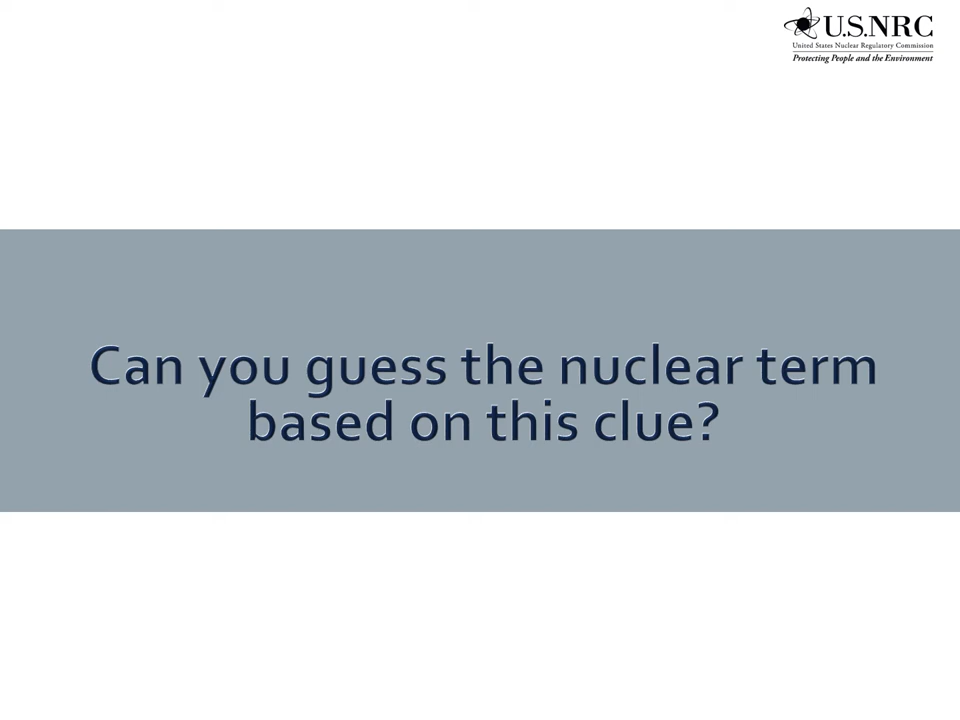 U.S.NRC
United States Nuclear Regulatory Commission
Protecting People and the Environment
Can you guess the nuclear term
based on this clue?